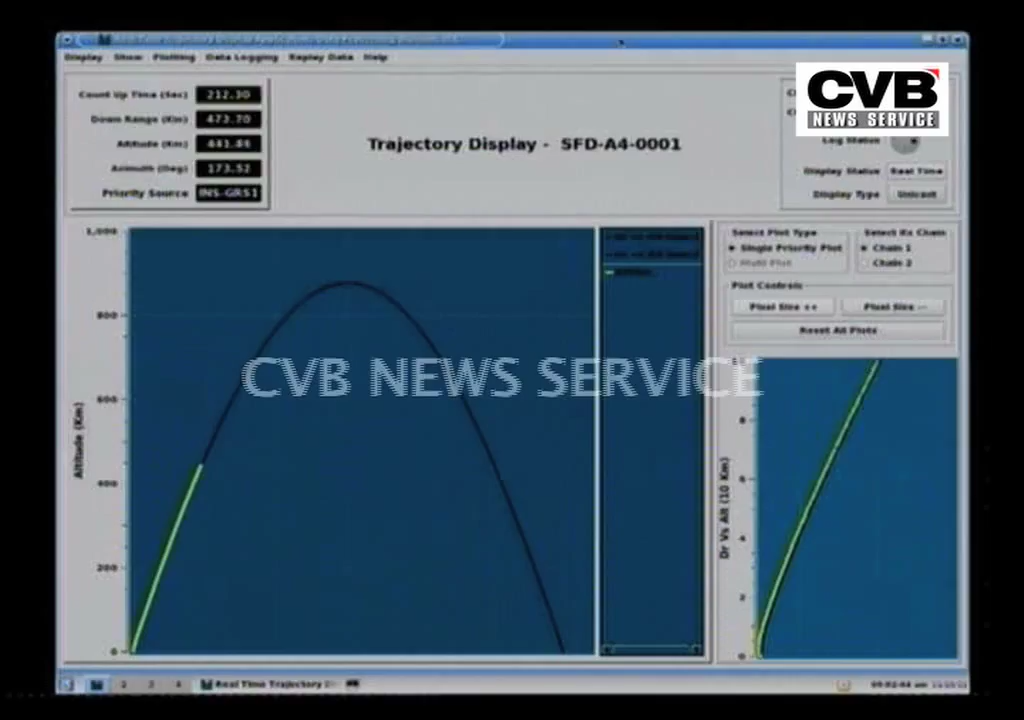 Display Show Plotting Data Logging Replay Data Help
Count Up Time (Sec) 212.30
Down Range (Km) 473.70
Altitude (Km) 441.86
Azimuth (Deg) 173.52
Priority Source INS-GRS1
Trajectory Display - SFD-A4-0001
CVB
NEWS SERVICE
Log Status
Display Status Real Time
Display Type Unicast
Select Plot Type Select Rx Chain
Single Priority Plot Chain 1
Multi Plot Chain 2
Plot Controls
Pixel Size ++ Pixel Size --
Reset All Plots
1,000
800
600
400
200
0
Altitude (Km)
CVB NEWS SERVICE
8
6
4
2
0
Dr Vs Alt (10 Km)
2 3 4 Real Time Trajectory